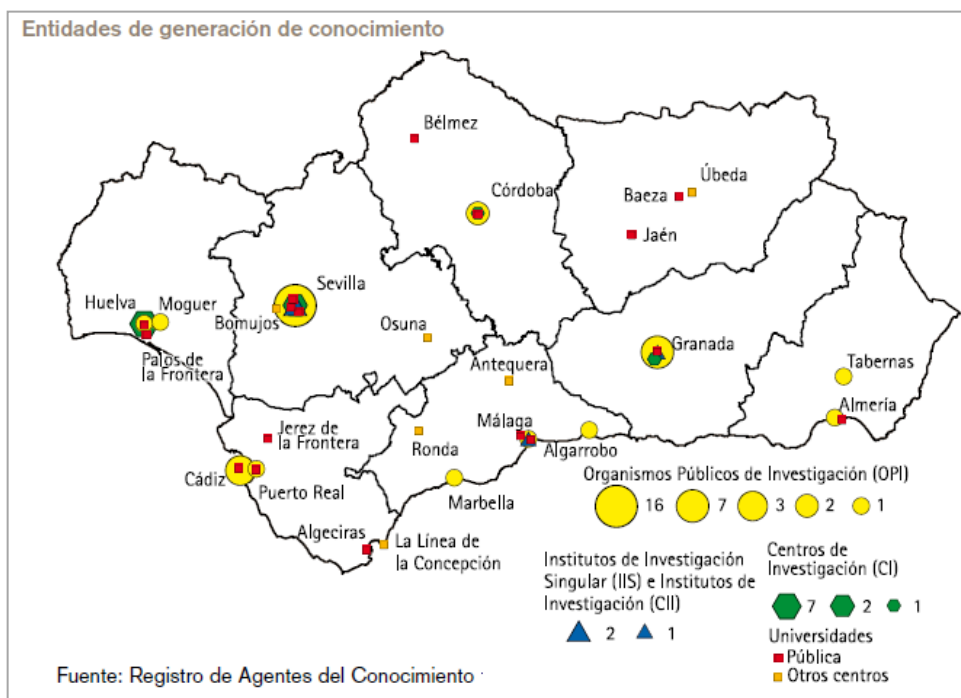 Entidades de generación de conocimiento
Bélmez
Córdoba
Úbeda
Baeza
Jaén
Sevilla
Huelva
Moguer
Bomujos
Palos de
la Frontera
Osuna
Granada
Antequera
Tabernas
Almería
Jerez de
la Frontera
Ronda
Málaga
Algarrobo
Cádiz
Puerto Real
Marbella
Algeciras
La Línea de
la Concepción
Organismos Públicos de Investigación (OPI)
16 7 3 2 1
Institutos de Investigación
Singular (IIS) e Institutos de
Investigación (CII)
2 1
Centros de
Investigación (CI)
7 2 1
Universidades
Pública
Otros centros
Fuente: Registro de Agentes del Conocimiento